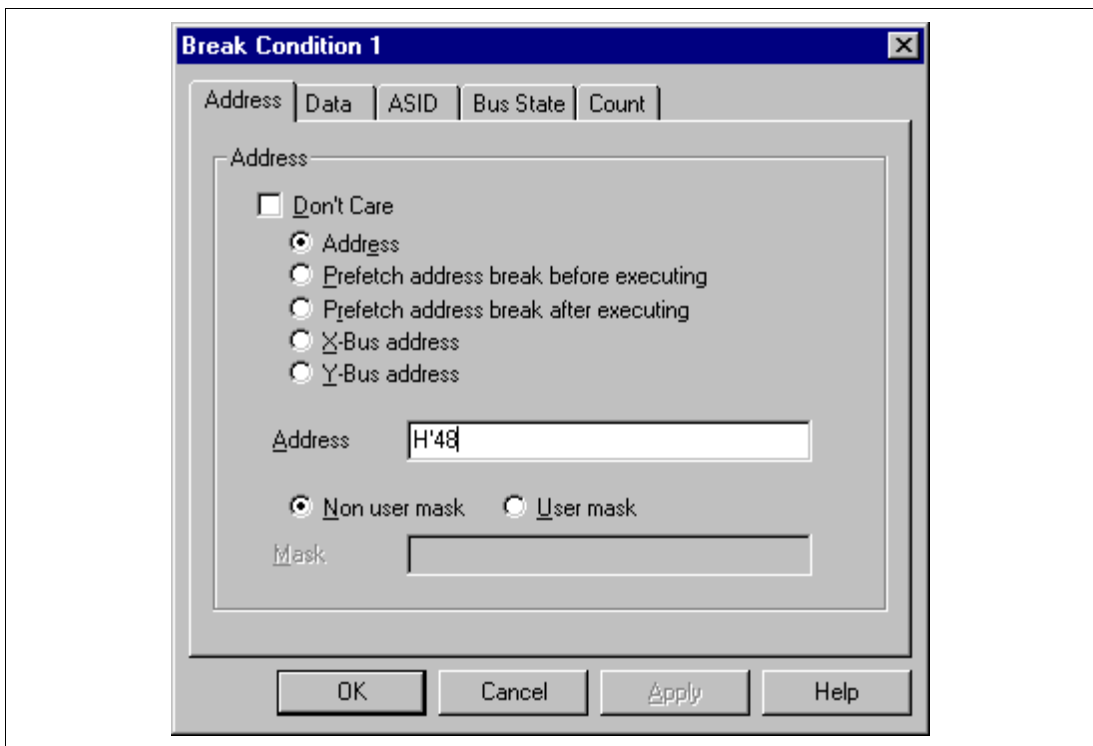 Break Condition 1
Address Data ASID Bus State Count
Address
Don't Care
Address
Prefetch address break before executing
Prefetch address break after executing
X-Bus address
Y-Bus address
Address H'48
Non user mask User mask
Mask
OK Cancel Apply Help